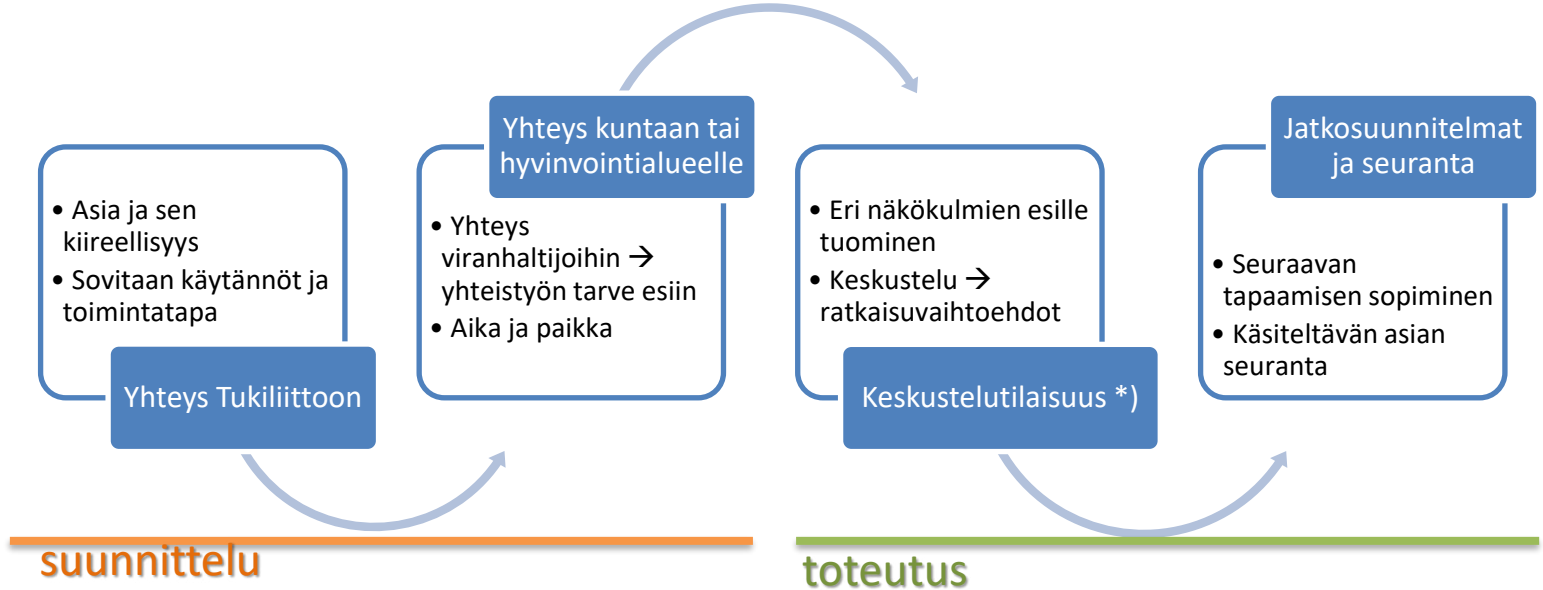 • Asia ja sen
kiireellisyys
• Sovitaan käytännöt ja
toimintatapa
Yhteys Tukiliittoon
Yhteys kuntaan tai
hyvinvointialueelle
• Yhteys
viranhaltijoihin →
yhteistyön tarve esiin
• Aika ja paikka
• Eri näkökulmien esille
tuominen
• Keskustelu →
ratkaisuvaihtoehdot
Keskustelutilaisuus *)
Jatkosuunnitelmat
ja seuranta
• Seuraavan
tapaamisen sopiminen
• Käsiteltävän asian
seuranta
suunnittelu
toteutus